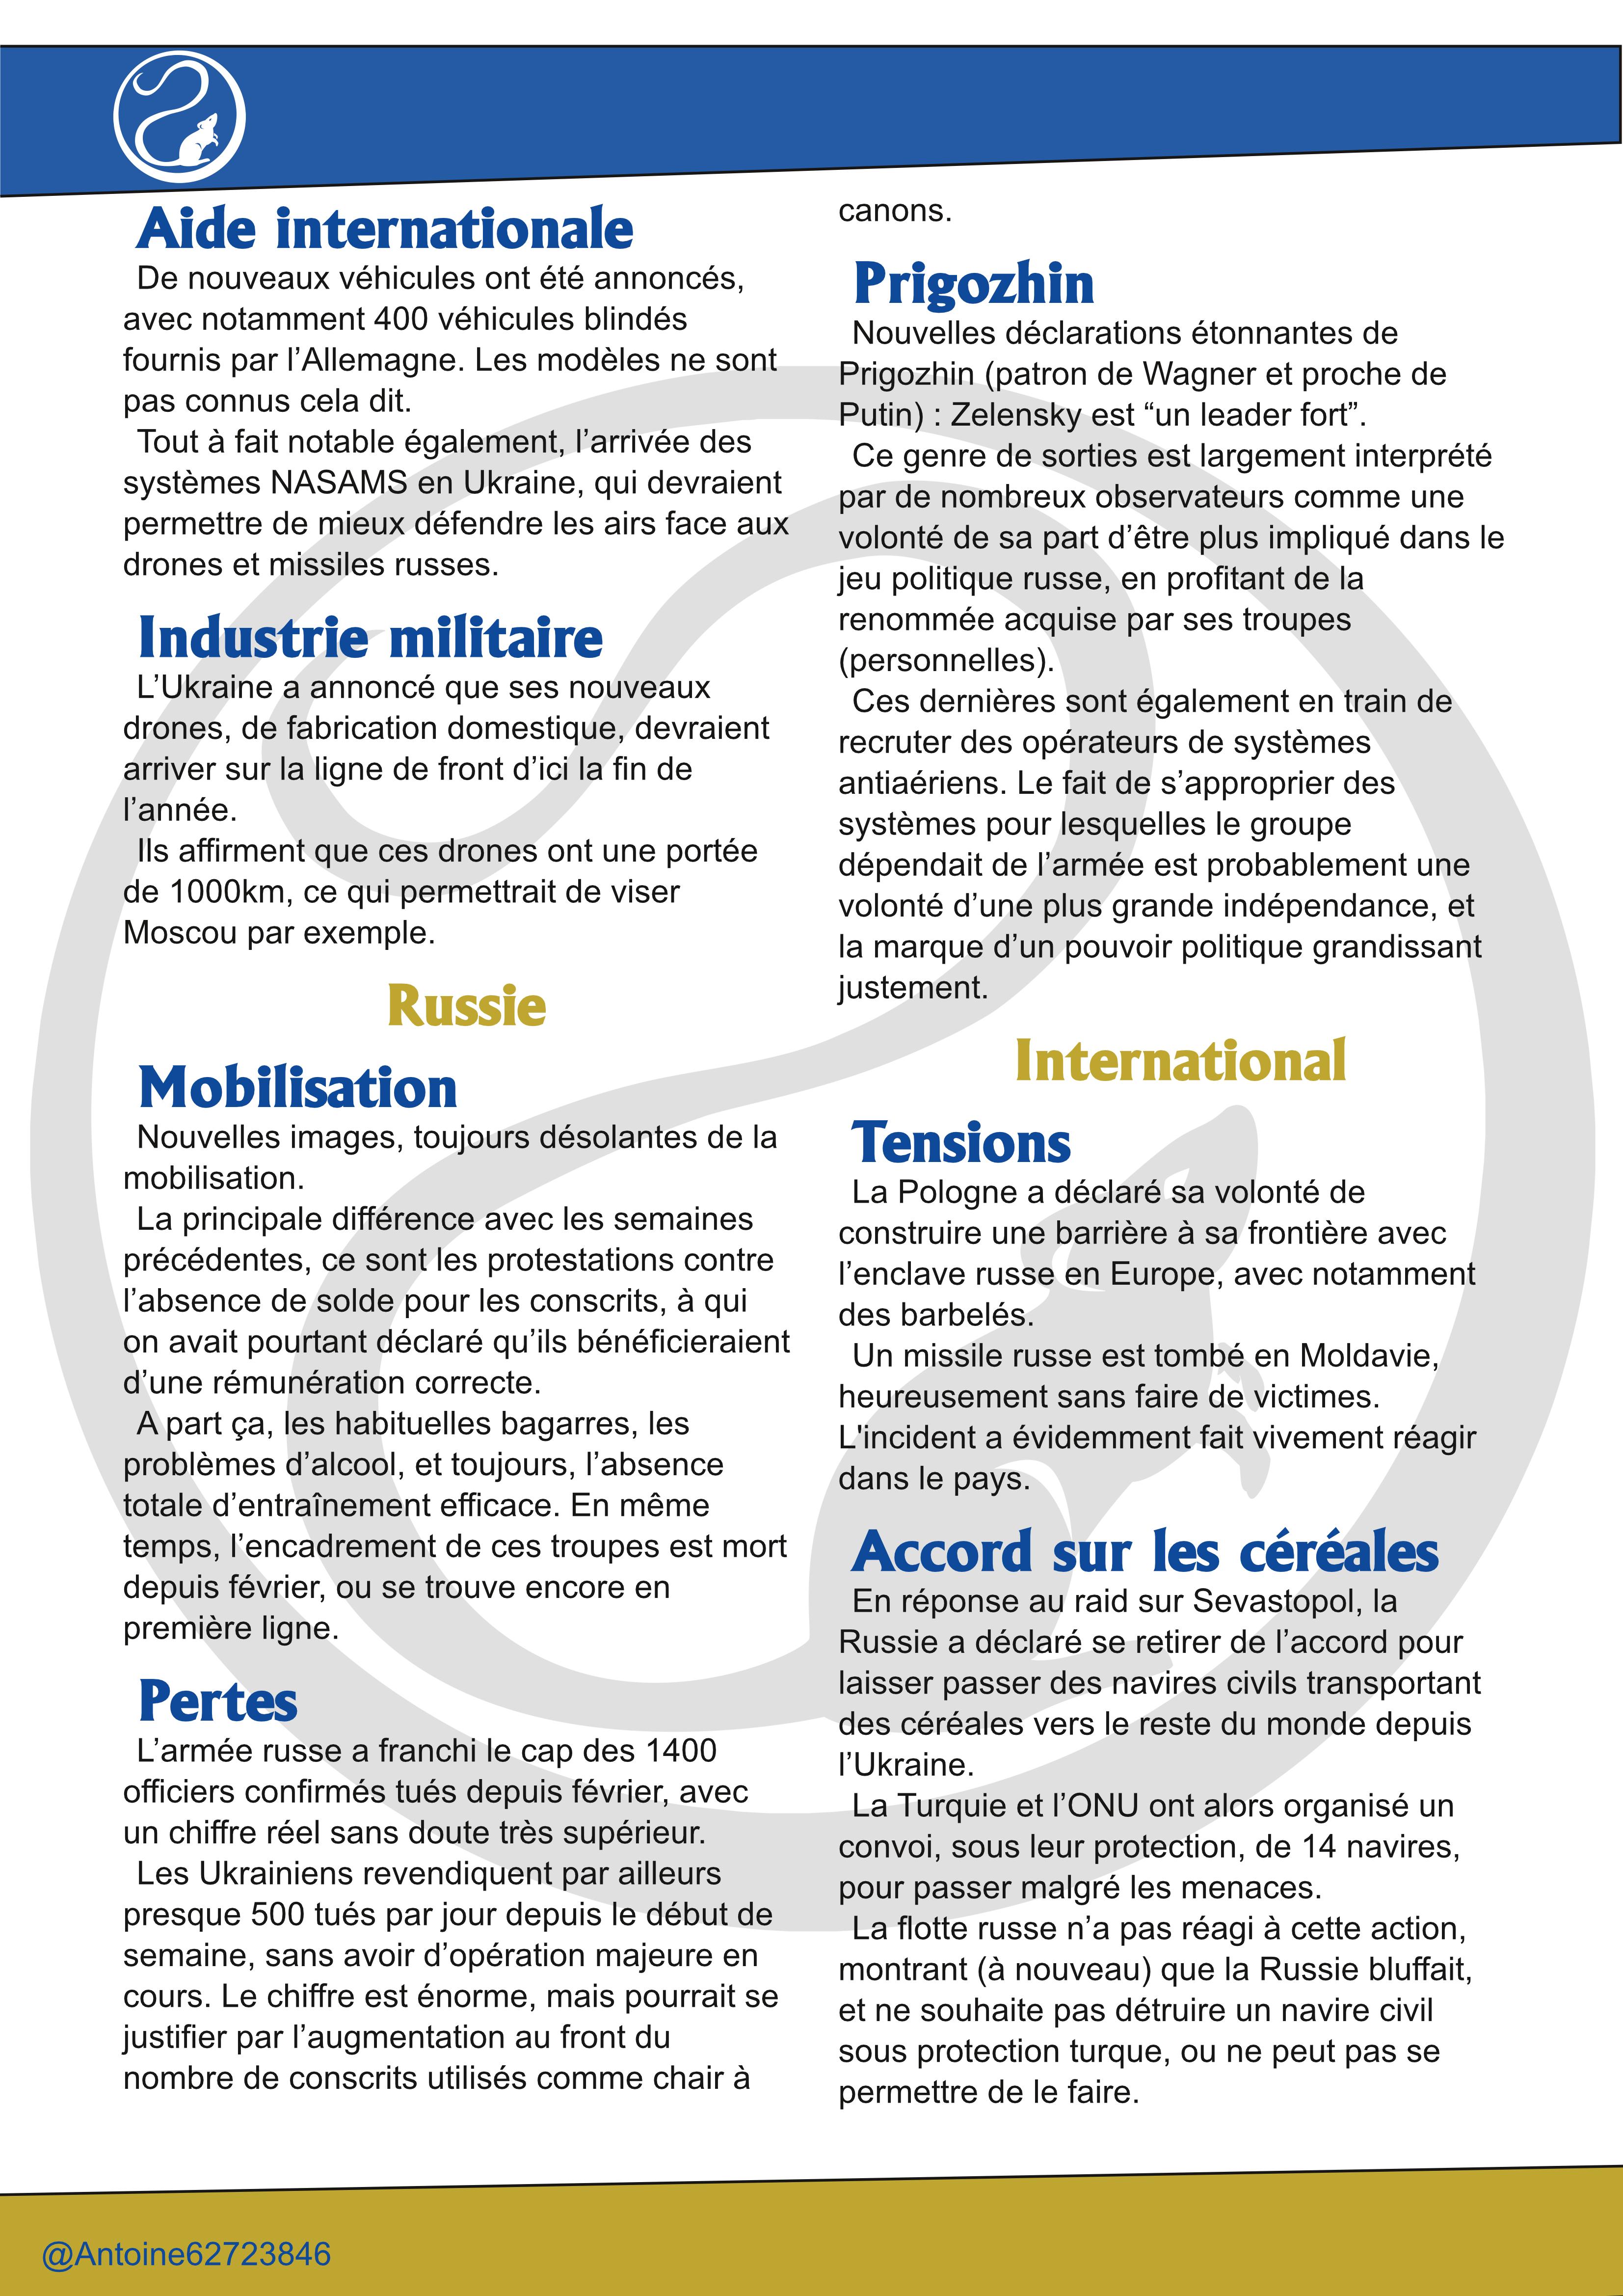 Aide internationale
De nouveaux véhicules ont été annoncés,
avec notamment 400 véhicules blindés
fournis par l’Allemagne. Les modèles ne sont
pas connus cela dit.
Tout à fait notable également, l’arrivée des
systèmes NASAMS en Ukraine, qui devraient
permettre de mieux défendre les airs face aux
drones et missiles russes.
Industrie militaire
L’Ukraine a annoncé que ses nouveaux
drones, de fabrication domestique, devraient
arriver sur la ligne de front d’ici la fin de
l’année.
Ils affirment que ces drones ont une portée
de 1000km, ce qui permettrait de viser
Moscou par exemple.
Russie
Mobilisation
Nouvelles images, toujours désolantes de la
mobilisation.
La principale différence avec les semaines
précédentes, ce sont les protestations contre
l’absence de solde pour les conscrits, à qui
on avait pourtant déclaré qu’ils bénéficieraient
d’une rémunération correcte.
A part ça, les habituelles bagarres, les
problèmes d’alcool, et toujours, l’absence
totale d’entraînement efficace. En même
temps, l’encadrement de ces troupes est mort
depuis février, ou se trouve encore en
première ligne.
Pertes
L’armée russe a franchi le cap des 1400
officiers confirmés tués depuis février, avec
un chiffre réel sans doute très supérieur.
Les Ukrainiens revendiquent par ailleurs
presque 500 tués par jour depuis le début de
semaine, sans avoir d’opération majeure en
cours. Le chiffre est énorme, mais pourrait se
justifier par l’augmentation au front du
nombre de conscrits utilisés comme chair à
canons.
Prigozhin
Nouvelles déclarations étonnantes de
Prigozhin (patron de Wagner et proche de
Putin) : Zelensky est “un leader fort”.
Ce genre de sorties est largement interprété
par de nombreux observateurs comme une
volonté de sa part d’être plus impliqué dans le
jeu politique russe, en profitant de la
renommée acquise par ses troupes
(personnelles).
Ces dernières sont également en train de
recruter des opérateurs de systèmes
antiaériens. Le fait de s’approprier des
systèmes pour lesquelles le groupe
dépendait de l’armée est probablement une
volonté d’une plus grande indépendance, et
la marque d’un pouvoir politique grandissant
justement.
International
Tensions
La Pologne a déclaré sa volonté de
construire une barrière à sa frontière avec
l’enclave russe en Europe, avec notamment
des barbelés.
Un missile russe est tombé en Moldavie,
heureusement sans faire de victimes.
L'incident a évidemment fait vivement réagir
dans le pays.
Accord sur les céréales
En réponse au raid sur Sevastopol, la
Russie a déclaré se retirer de l’accord pour
laisser passer des navires civils transportant
des céréales vers le reste du monde depuis
l’Ukraine.
La Turquie et l’ONU ont alors organisé un
convoi, sous leur protection, de 14 navires,
pour passer malgré les menaces.
La flotte russe n’a pas réagi à cette action,
montrant (à nouveau) que la Russie bluffait,
et ne souhaite pas détruire un navire civil
sous protection turque, ou ne peut pas se
permettre de le faire.
@Antoine62723846